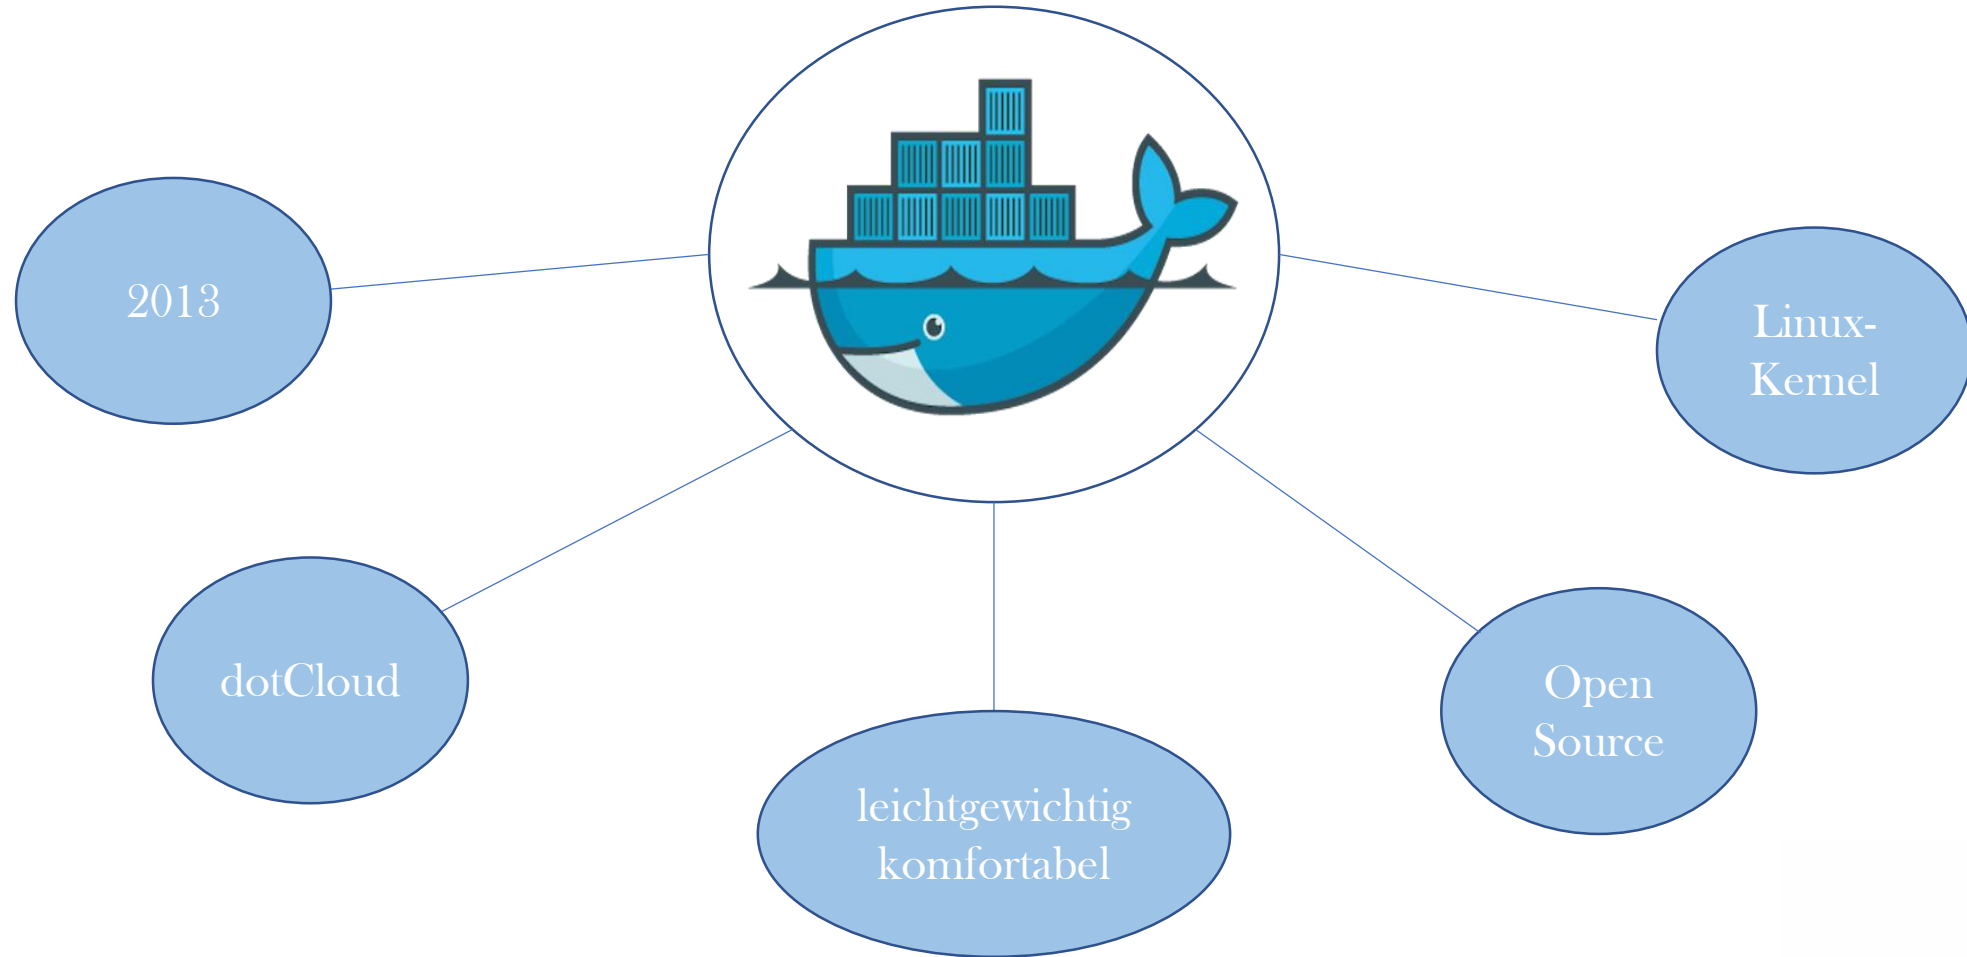 2013
Linux-
Kernel
dotCloud
Open
Source
leichtgewichtig
komfortabel